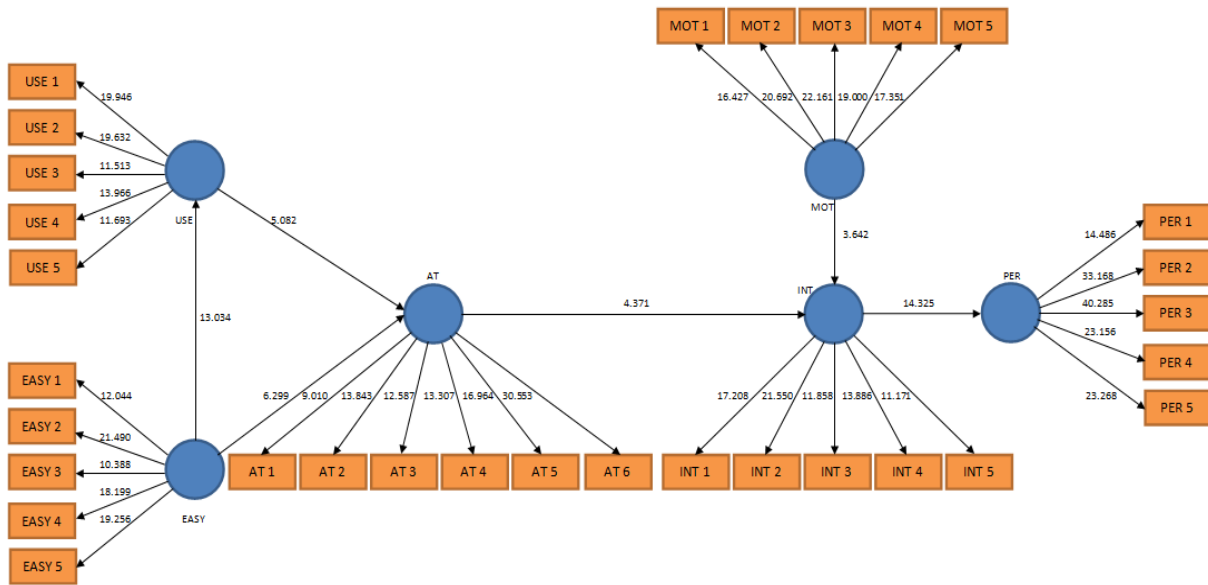 MOT 1
MOT 2
MOT 3
MOT 4
MOT 5
16.427
20.692
22.161
19.000
17.351
MOT
3.642
USE 1
USE 2
USE 3
USE 4
USE 5
19.946
19.632
11.513
13.966
11.693
USE
5.082
13.034
AT
4.371
INT
14.325
PER
PER 1
PER 2
PER 3
PER 4
PER 5
14.486
33.168
40.285
23.156
23.268
EASY 1
EASY 2
EASY 3
EASY 4
EASY 5
12.044
21.490
10.388
18.199
19.256
EASY
6.299
9.010
13.843
12.587
13.307
16.964
30.553
AT 1
AT 2
AT 3
AT 4
AT 5
AT 6
17.208
21.550
11.858
13.886
11.171
INT 1
INT 2
INT 3
INT 4
INT 5